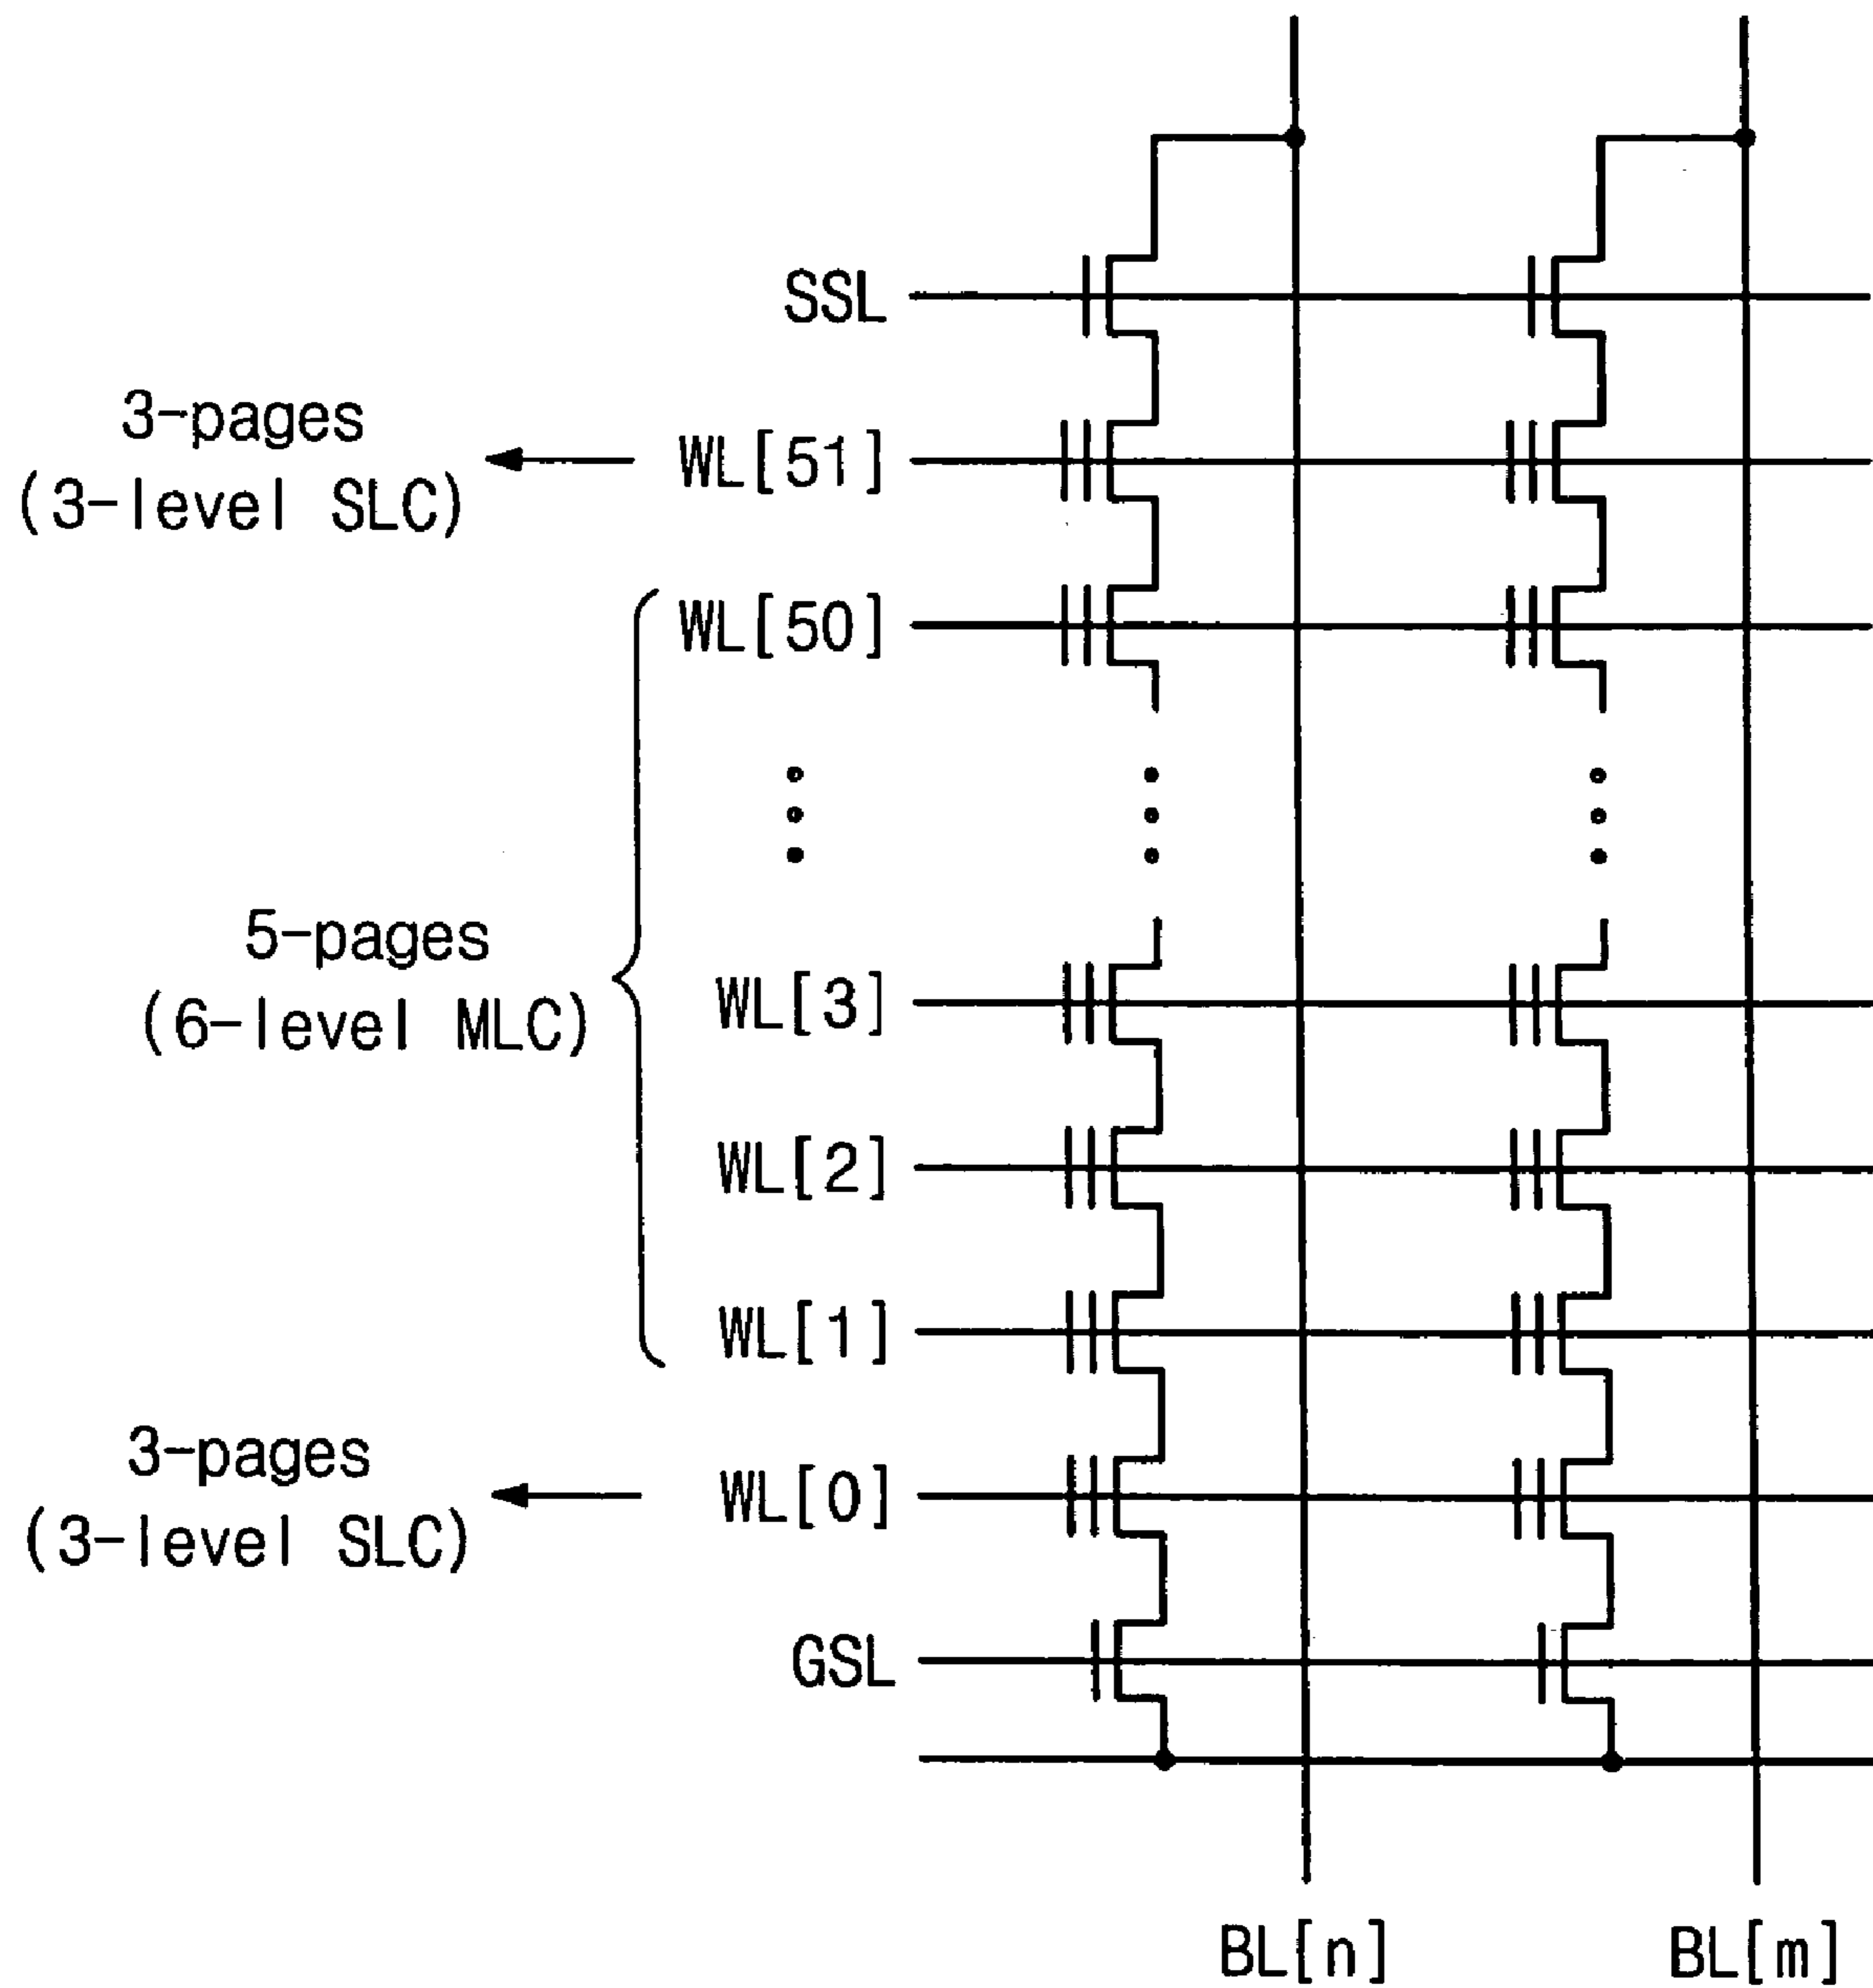 SSL
3-pages
(3-level SLC)
WL[51]
WL[50]
5-pages
(6-level MLC)
WL[3]
WL[2]
WL[1]
3-pages
(3-level SLC)
WL[0]
GSL
BL[n]
BL[m]